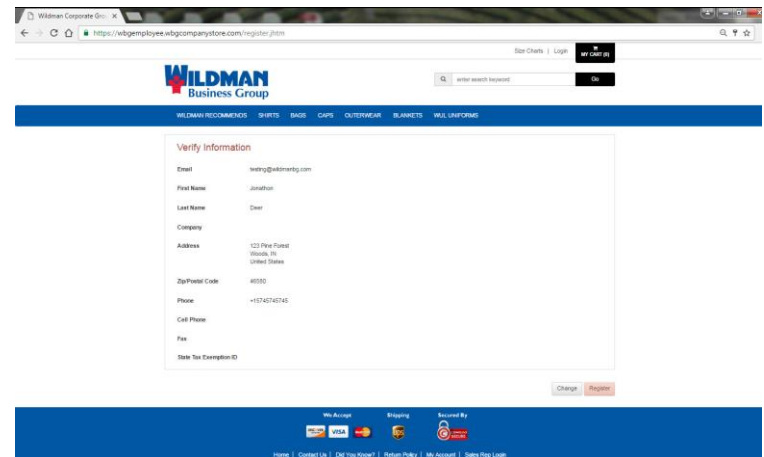 Wildman Corporate Gro
https://wbgemployee.wbgcompanystore.com/register.jhtm
Size Charts | Login MY CART (0)
WILDMAN
Business Group
enter search keyword Go
WILDMAN RECOMMENDS SHIRTS BAGS CAPS OUTERWEAR BLANKETS WUL UNIFORMS
Verify Information
Email testing@wildmanbg.com
First Name Jonathon
Last Name Deer
Company
Address 123 Pine Forest
Woods, IN
United States
Zip/Postal Code 46580
Phone +15745745745
Cell Phone
Fax
State Tax Exemption ID
Change Register
We Accept Shipping Secured By
VISA
SECURE
Home | Contact Us | Did You Know? | Return Policy | My Account | Sales Rep Login